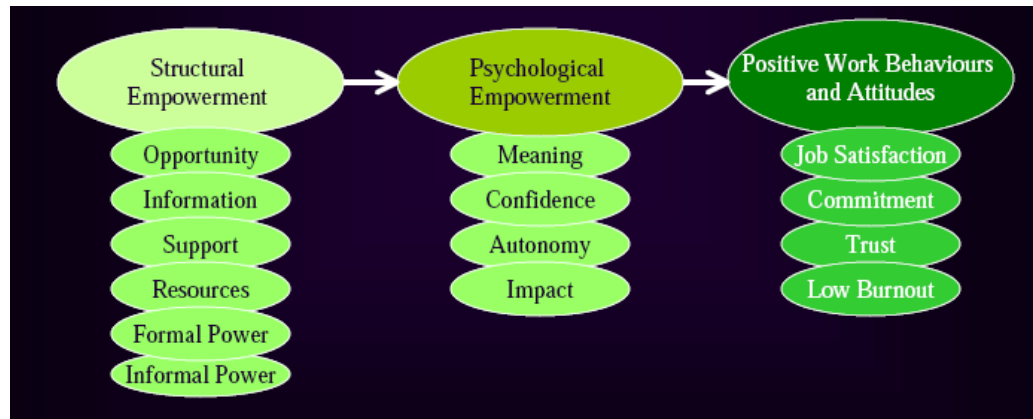 Structural
Empowerment
Opportunity
Information
Support
Resources
Formal Power
Informal Power
Psychological
Empowerment
Meaning
Confidence
Autonomy
Impact
Positive Work Behaviours
and Attitudes
Job Satisfaction
Commitment
Trust
Low Burnout